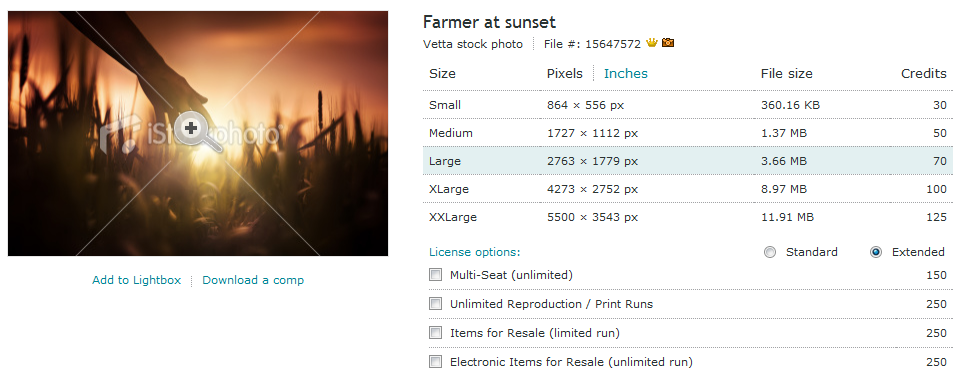 Farmer at sunset
Vetta stock photo File #: 15647572
Size Pixels Inches File size Credits
Small 864 × 556 px 360.16 KB 30
Medium 1727 × 1112 px 1.37 MB 50
Large 2763 × 1779 px 3.66 MB 70
XLarge 4273 × 2752 px 8.97 MB 100
XXLarge 5500 × 3543 px 11.91 MB 125
License options: Standard Extended
Multi-Seat (unlimited) 150
Unlimited Reproduction / Print Runs 250
Items for Resale (limited run) 250
Electronic Items for Resale (unlimited run) 250
iStockphoto
Add to Lightbox Download a comp